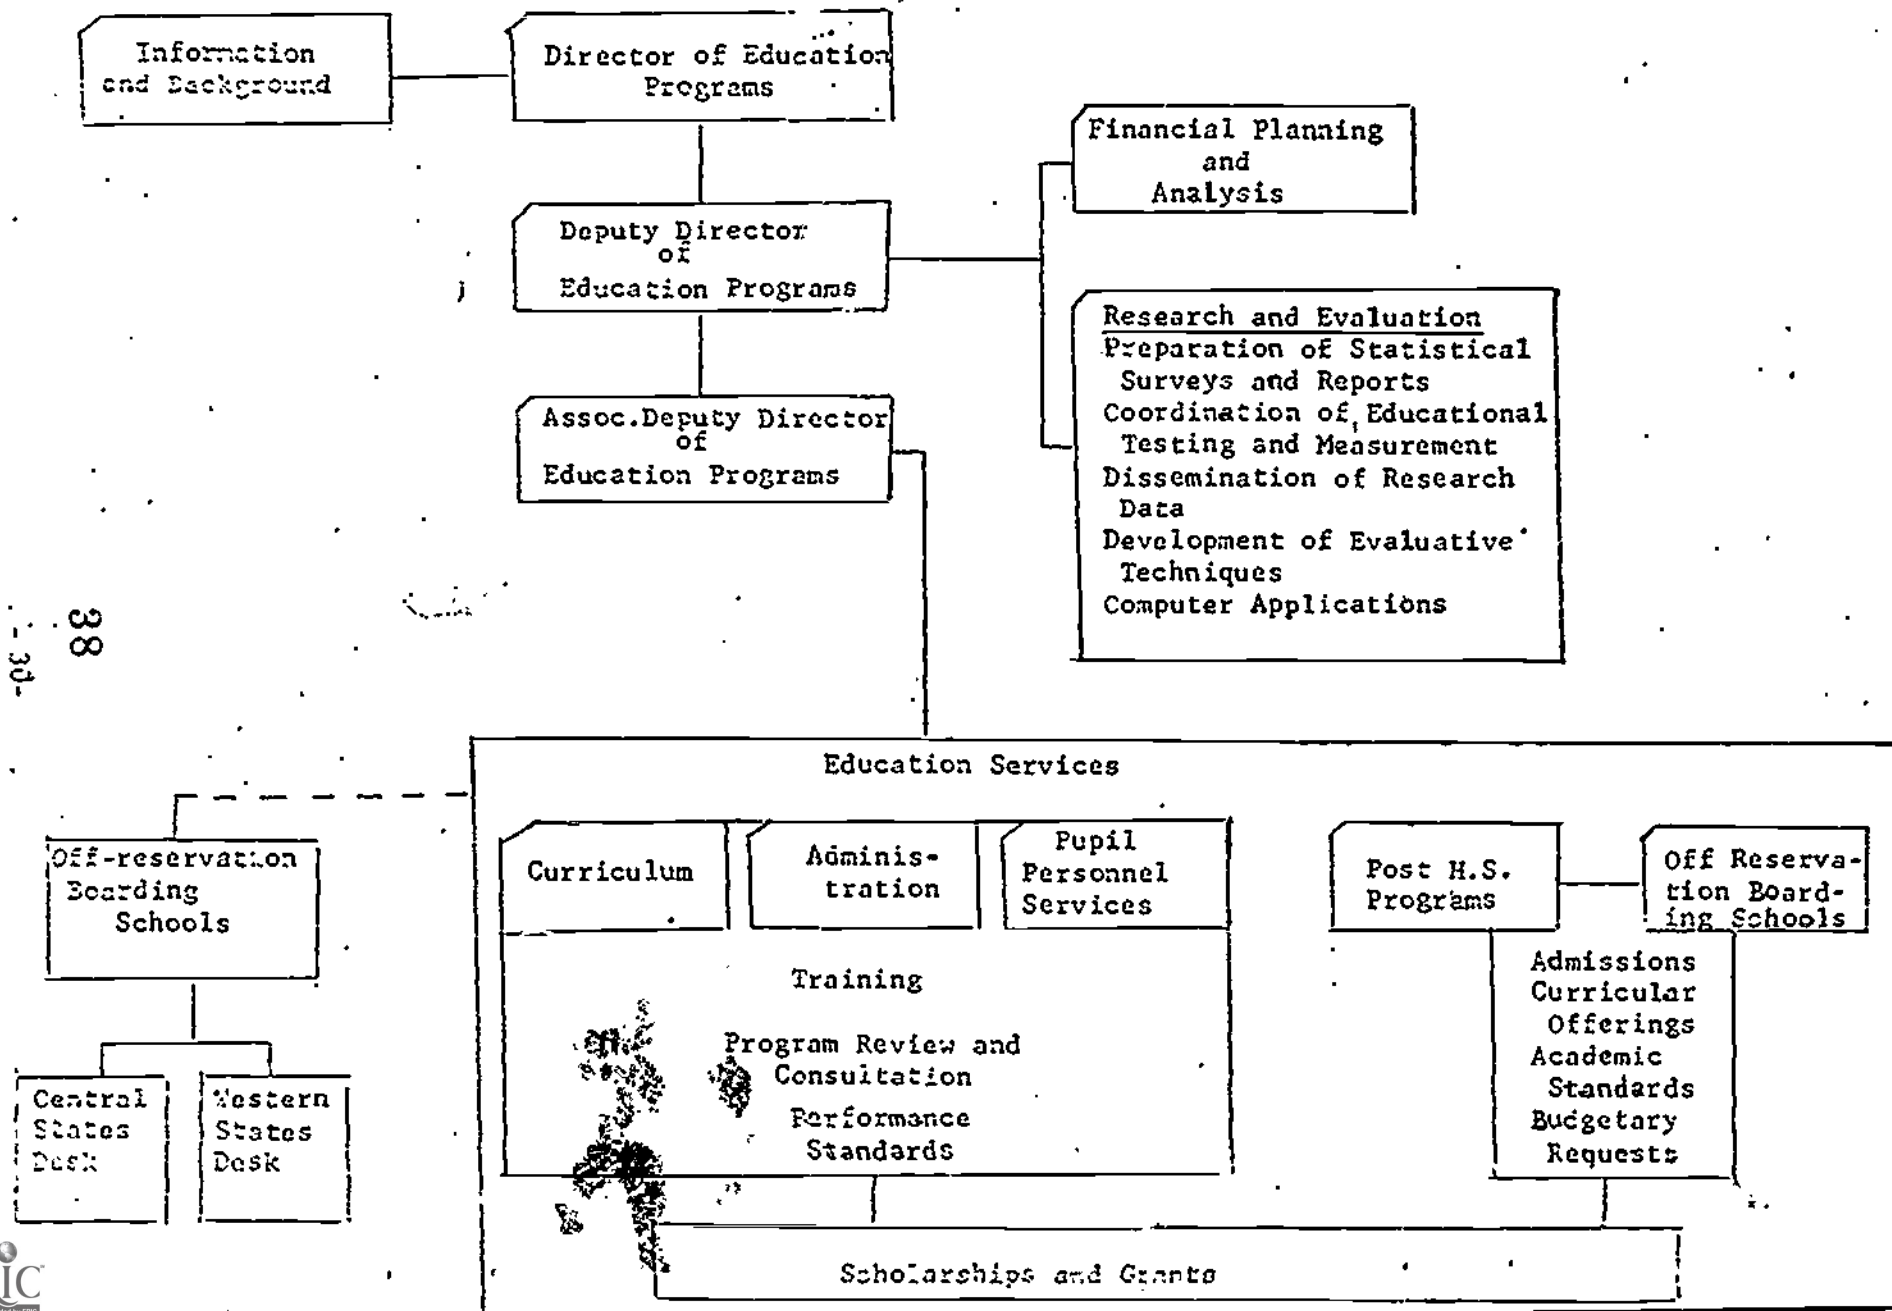 Information
and Background
Director of Education
Programs
Financial Planning
and
Analysis
Deputy Director
of
Education Programs
Research and Evaluation
Preparation of Statistical
Surveys and Reports
Coordination of Educational
Testing and Measurement
Dissemination of Research
Data
Development of Evaluative
Techniques
Computer Applications
Assoc.Deputy Director
of
Education Programs
38
-30-
Education Services
Off-reservation
Boarding
Schools
Central
States
Desk
Western
States
Desk
Curriculum
Adminis-
tration
Pupil
Personnel
Services
Training
Program Review and
Consultation
Performance
Standards
Post H.S.
Programs
Off Reserva-
tion Board-
ing Schools
Admissions
Curricular
Offerings
Academic
Standards
Budgetary
Requests
Scholarships and Grants
IC